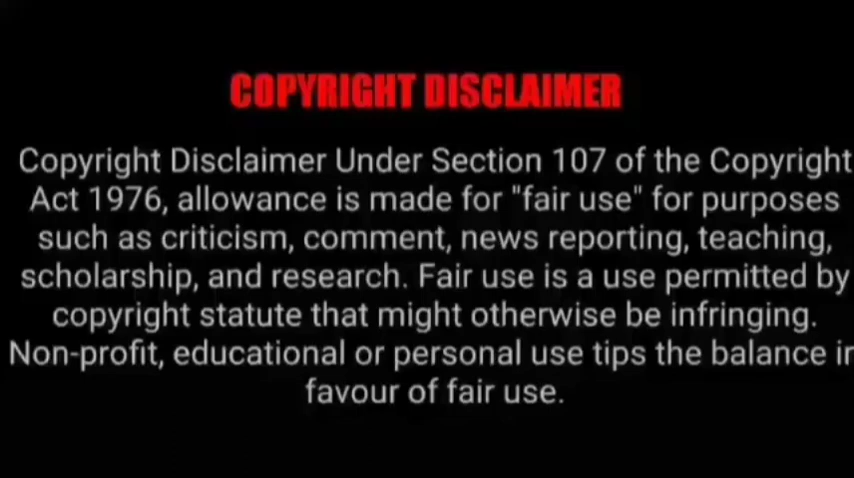 COPYRIGHT DISCLAIMER
Copyright Disclaimer Under Section 107 of the Copyright
Act 1976, allowance is made for "fair use" for purposes
such as criticism, comment, news reporting, teaching,
scholarship, and research. Fair use is a use permitted by
copyright statute that might otherwise be infringing.
Non-profit, educational or personal use tips the balance in
favour of fair use.